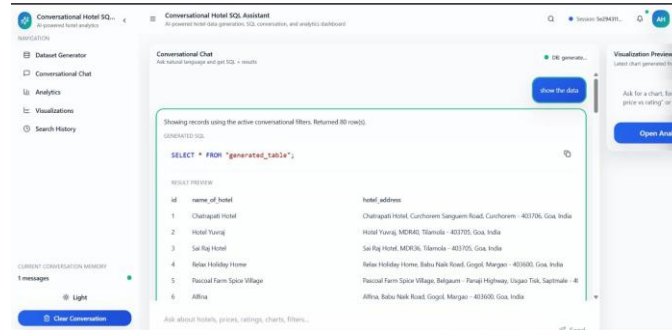 Conversational Hotel SQ...
AI-powered hotel analytics
NAVIGATION
Dataset Generator
Conversational Chat
Analytics
Visualizations
Search History
CURRENT CONVERSATION MEMORY
1 messages
Light
Clear Conversation
Conversational Hotel SQL Assistant
AI-powered hotel data generation, SQL conversation, and analytics dashboard
Session
AH
Conversational Chat
Ask natural language and get SQL + results
DB: generate...
show the data
Showing records using the active conversational filters. Returned 80 row(s).
GENERATED SQL
SELECT * FROM "generated_table";
RESULT PREVIEW
id name_of_hotel hotel_address
1 Chatrapati Hotel Chatrapati Hotel, Curchorem Sanguem Road, Curchorem - 403706, Goa, India
2 Hotel Yuvraj Hotel Yuvraj, MDR40, Tilamola - 403705, Goa, India
3 Sai Raj Hotel Sai Raj Hotel, MDR36, Tilamola - 403705, Goa, India
4 Relax Holiday Home Relax Holiday Home, Babu Naik Road, Gogol, Margao - 403600, Goa, India
5 Pascoal Farm Spice Village Pascoal Farm Spice Village, Belgaum - Panaji Highway, Usgao Tisk, Saptmale - 4
6 Alfina Alfina, Babu Naik Road, Gogol, Margao - 403600, Goa, India
Ask about hotels, prices, ratings, charts, filters...
Send
Visualization Preview
Latest chart generated
Ask for a chart, for
price vs rating" or
Open Ana